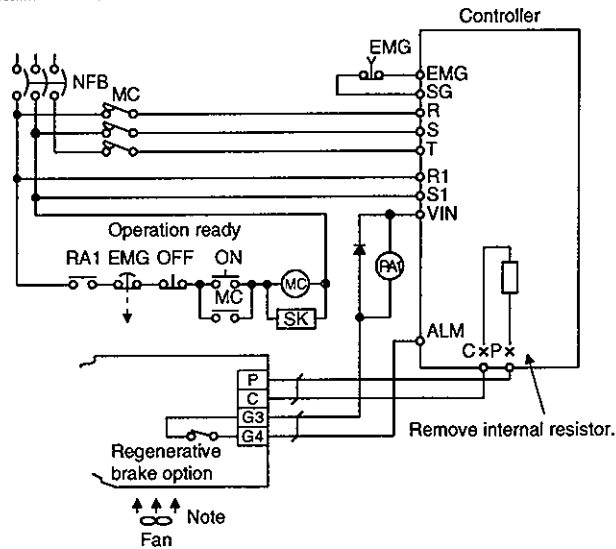 Controller
EMG
EMG
SG
NFB
MC
R
S
T
R1
S1
VIN
Operation ready
RA1 EMG OFF ON
MC
MC
SK
RA1
ALM
C P
P
C
G3
G4
Remove internal resistor.
Regenerative
brake option
Note
Fan